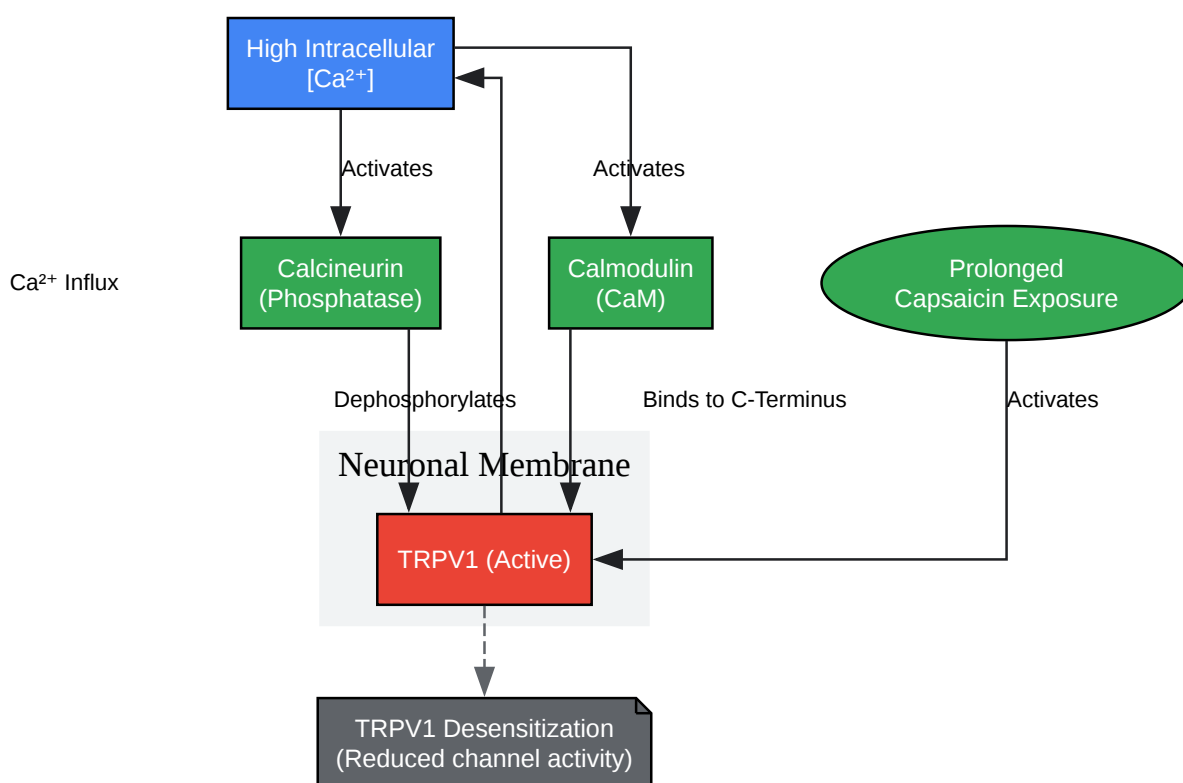 High Intracellular
[Ca²⁺]
Activates
Activates
Ca²⁺ Influx
Calcineurin
(Phosphatase)
Calmodulin
(CaM)
Prolonged
Capsaicin Exposure
Dephosphorylates
Binds to C-Terminus
Activates
Neuronal Membrane
TRPV1 (Active)
TRPV1 Desensitization
(Reduced channel activity)